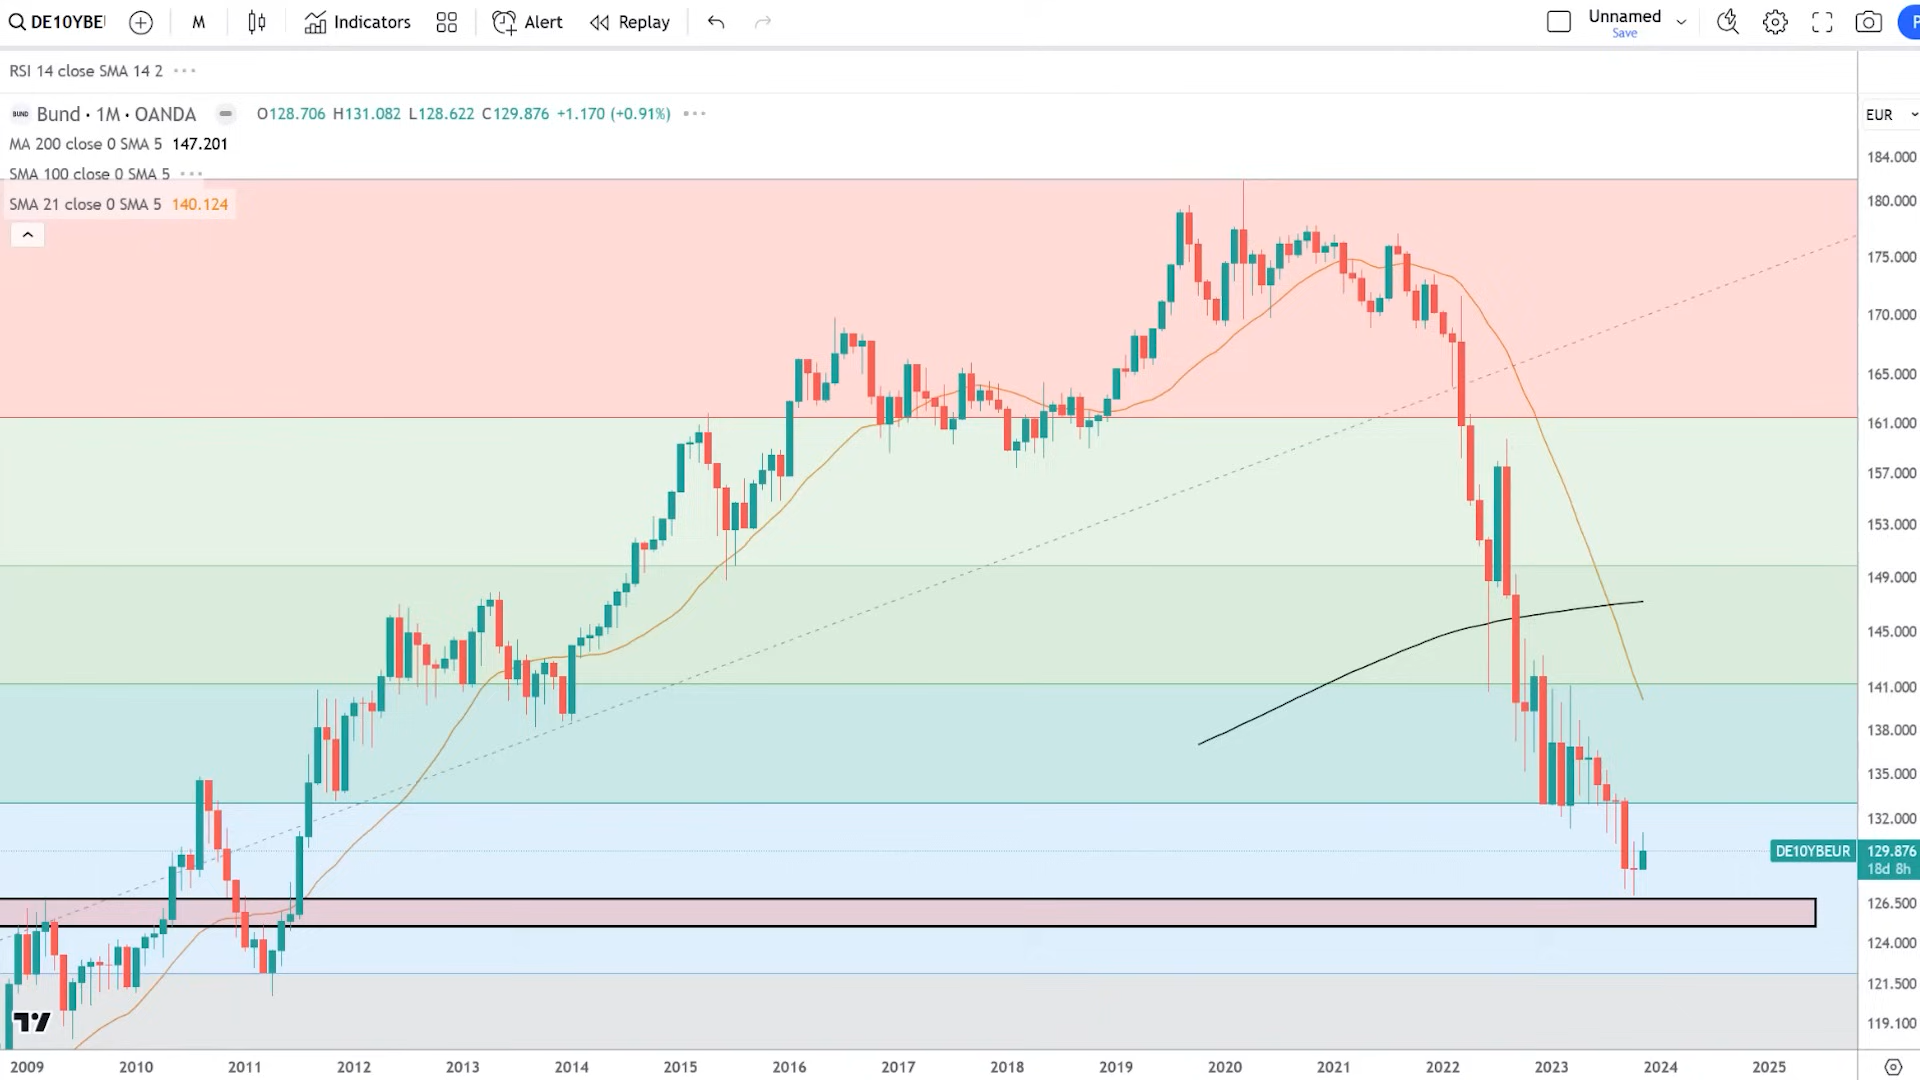 DE10YBE
M
Indicators
Alert
Replay
Unnamed
Save
P
RSI 14 close SMA 14 2
BUND Bund · 1M · OANDA O128.706 H131.082 L128.622 C129.876 +1.170 (+0.91%)
MA 200 close 0 SMA 5 147.201
SMA 100 close 0 SMA 5
SMA 21 close 0 SMA 5 140.124
EUR
184.000
180.000
175.000
170.000
165.000
161.000
157.000
153.000
149.000
145.000
141.000
138.000
135.000
132.000
DE10YBEUR 129.876
18d 8h
126.500
124.000
121.500
119.100
2009 2010 2011 2012 2013 2014 2015 2016 2017 2018 2019 2020 2021 2022 2023 2024 2025